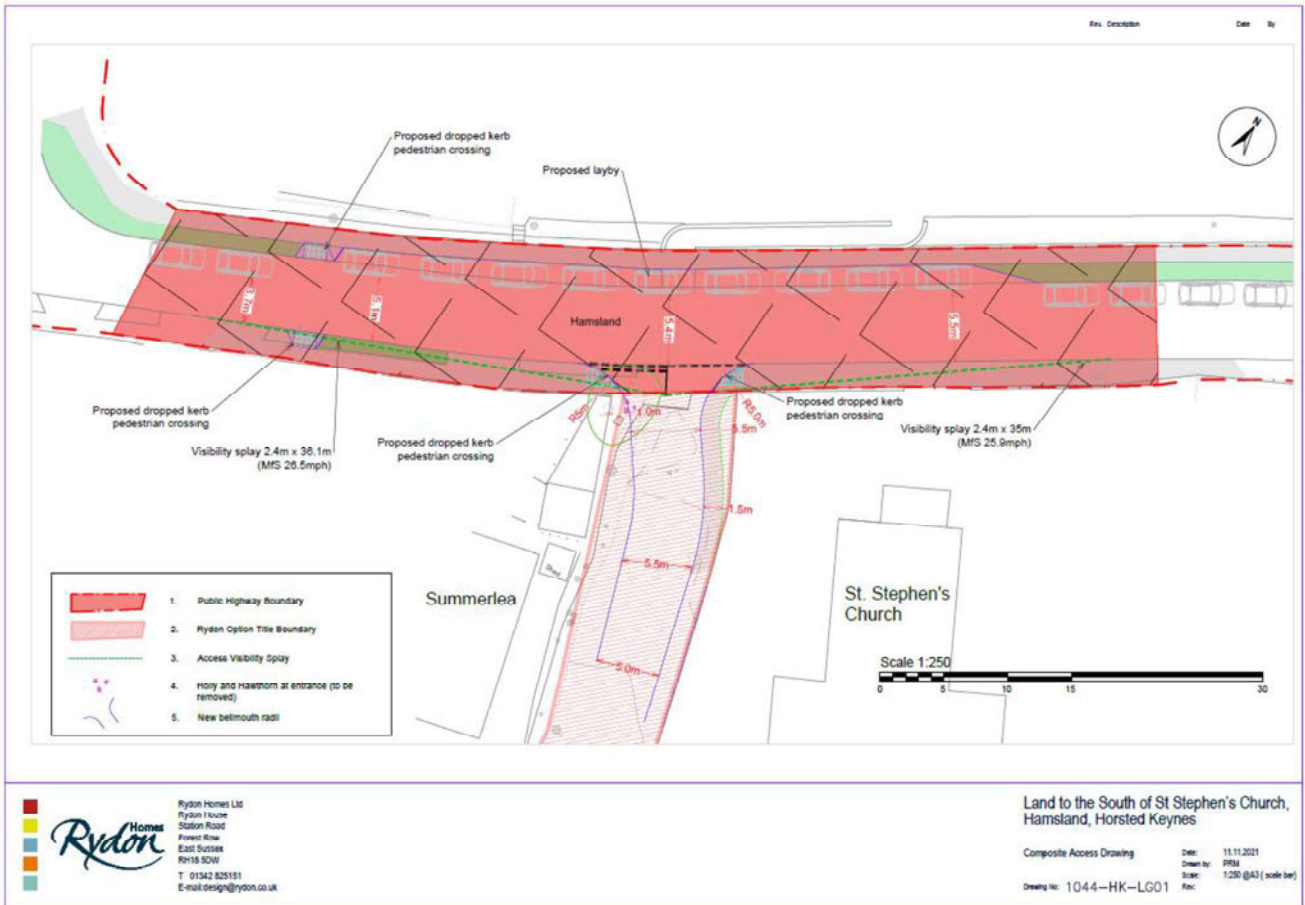 Rev. Description Date By
Proposed dropped kerb
pedestrian crossing
Proposed layby
N
5.7m
5.1m
Hamsland
5.4m
5.5m
Proposed dropped kerb
pedestrian crossing
Visibility splay 2.4m x 36.1m
(MfS 26.5mph)
Proposed dropped kerb
pedestrian crossing
R5m
1.0m
R5.0m
5.5m
Proposed dropped kerb
pedestrian crossing
Visibility splay 2.4m x 35m
(MfS 25.9mph)
1.5m
5.5m
5.0m
Shed
Summerlea
St. Stephen's
Church
Scale 1:250
0 5 10 15 30
1. Public Highway Boundary
2. Rydon Option Title Boundary
3. Access Visibility Splay
4. Holly and Hawthorn at entrance (to be
removed)
5. New bellmouth radii
Rydon Homes
Rydon Homes Ltd
Rydon House
Station Road
Forest Row
East Sussex
RH18 5DW
T 01342 825151
E-mail:design@rydon.co.uk
Land to the South of St Stephen's Church,
Hamsland, Horsted Keynes
Composite Access Drawing
Date: 11.11.2021
Drawn by: PRM
Scale: 1:250 @A3 ( scale bar)
Drawing No: 1044-HK-LG01 Rev: